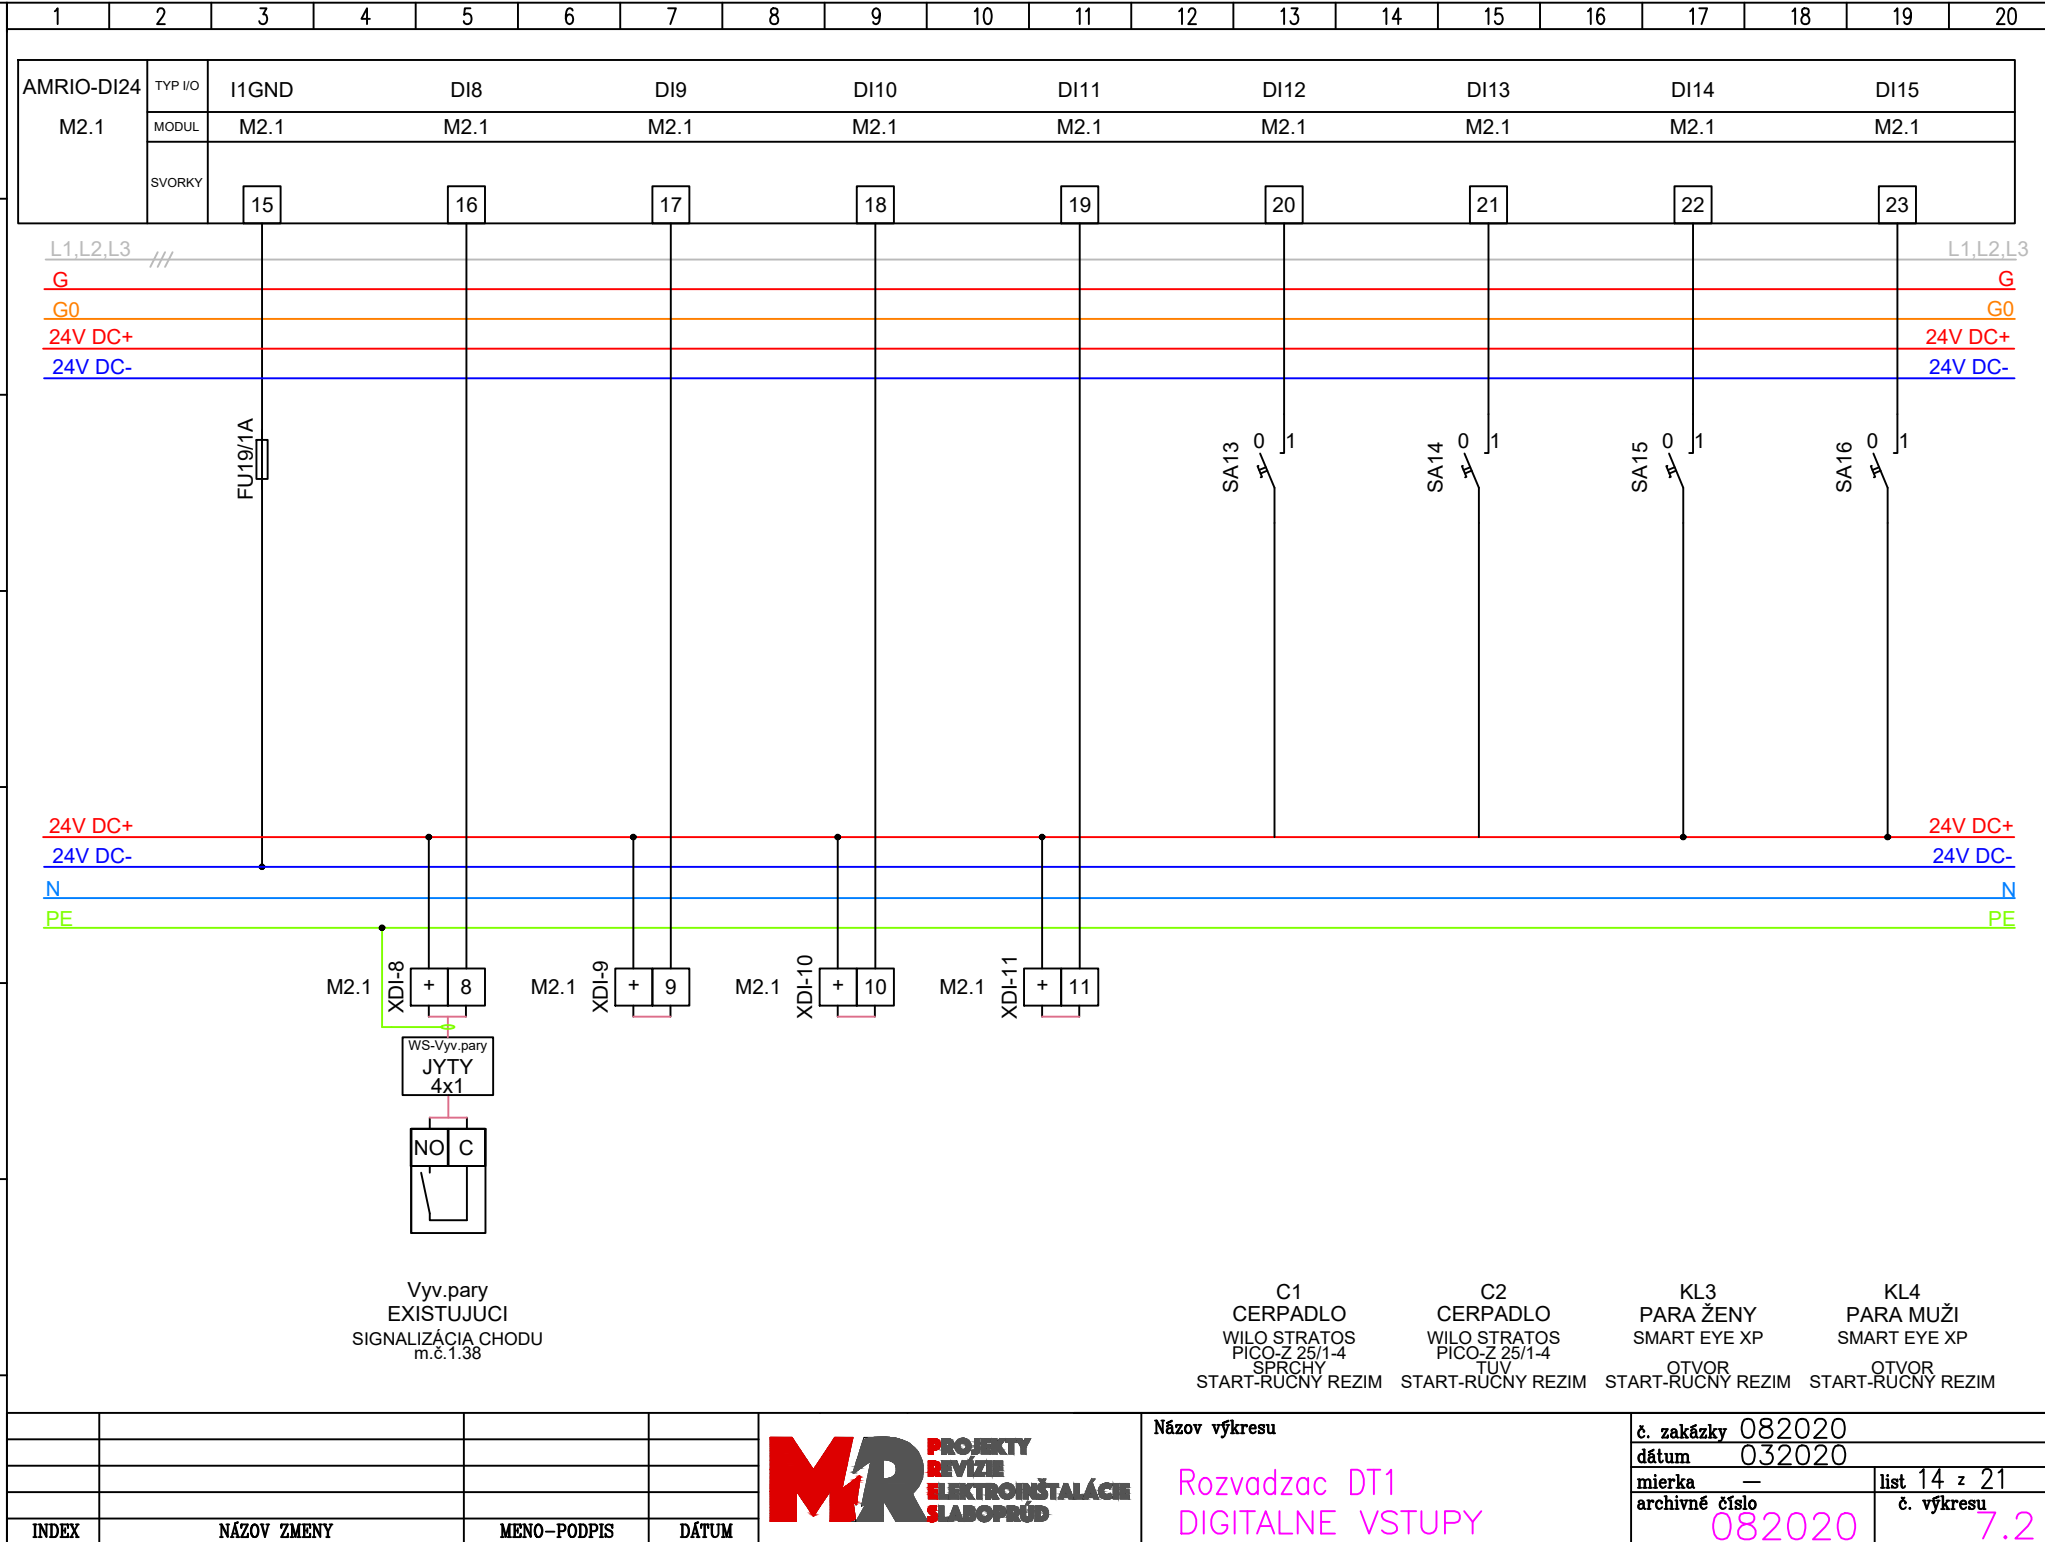 1 2 3 4 5 6 7 8 9 10 11 12 13 14 15 16 17 18 19 20
AMRIO-DI24 TYP I/O I1GND DI8 DI9 DI10 DI11 DI12 DI13 DI14 DI15
M2.1 MODUL M2.1 M2.1 M2.1 M2.1 M2.1 M2.1 M2.1 M2.1 M2.1
SVORKY 15 16 17 18 19 20 21 22 23
L1,L2,L3 L1,L2,L3
G G
G0 G0
24V DC+ 24V DC+
24V DC- 24V DC-
FU19/1A SA13 0 1 SA14 0 1 SA15 0 1 SA16 0 1
24V DC+ 24V DC+
24V DC- 24V DC-
N N
PE PE
M2.1 XDI-8 + 8 M2.1 XDI-9 + 9 M2.1 XDI-10 + 10 M2.1 XDI-11 + 11
WS-Vyv.pary
JYTY
4x1
NO C
Vyv.pary
EXISTUJUCI
SIGNALIZÁCIA CHODU
m.č.1.38
C1
CERPADLO
WILO STRATOS
PICO-Z 25/1-4
SPRCHY
START-RUCNY REZIM
C2
CERPADLO
WILO STRATOS
PICO-Z 25/1-4
TUV
START-RUCNY REZIM
KL3
PARA ŽENY
SMART EYE XP
OTVOR
START-RUCNY REZIM
KL4
PARA MUŽI
SMART EYE XP
OTVOR
START-RUCNY REZIM
INDEX NÁZOV ZMENY MENO-PODPIS DÁTUM
MR
PROJEKTY
REVÍZIE
ELEKTROINŠTALÁCIE
SLABOPRÚD
Názov výkresu
Rozvadzac DT1
DIGITALNE VSTUPY
č. zakázky 082020
dátum 032020
mierka – list 14 z 21
archivné číslo 082020
č. výkresu 7.2